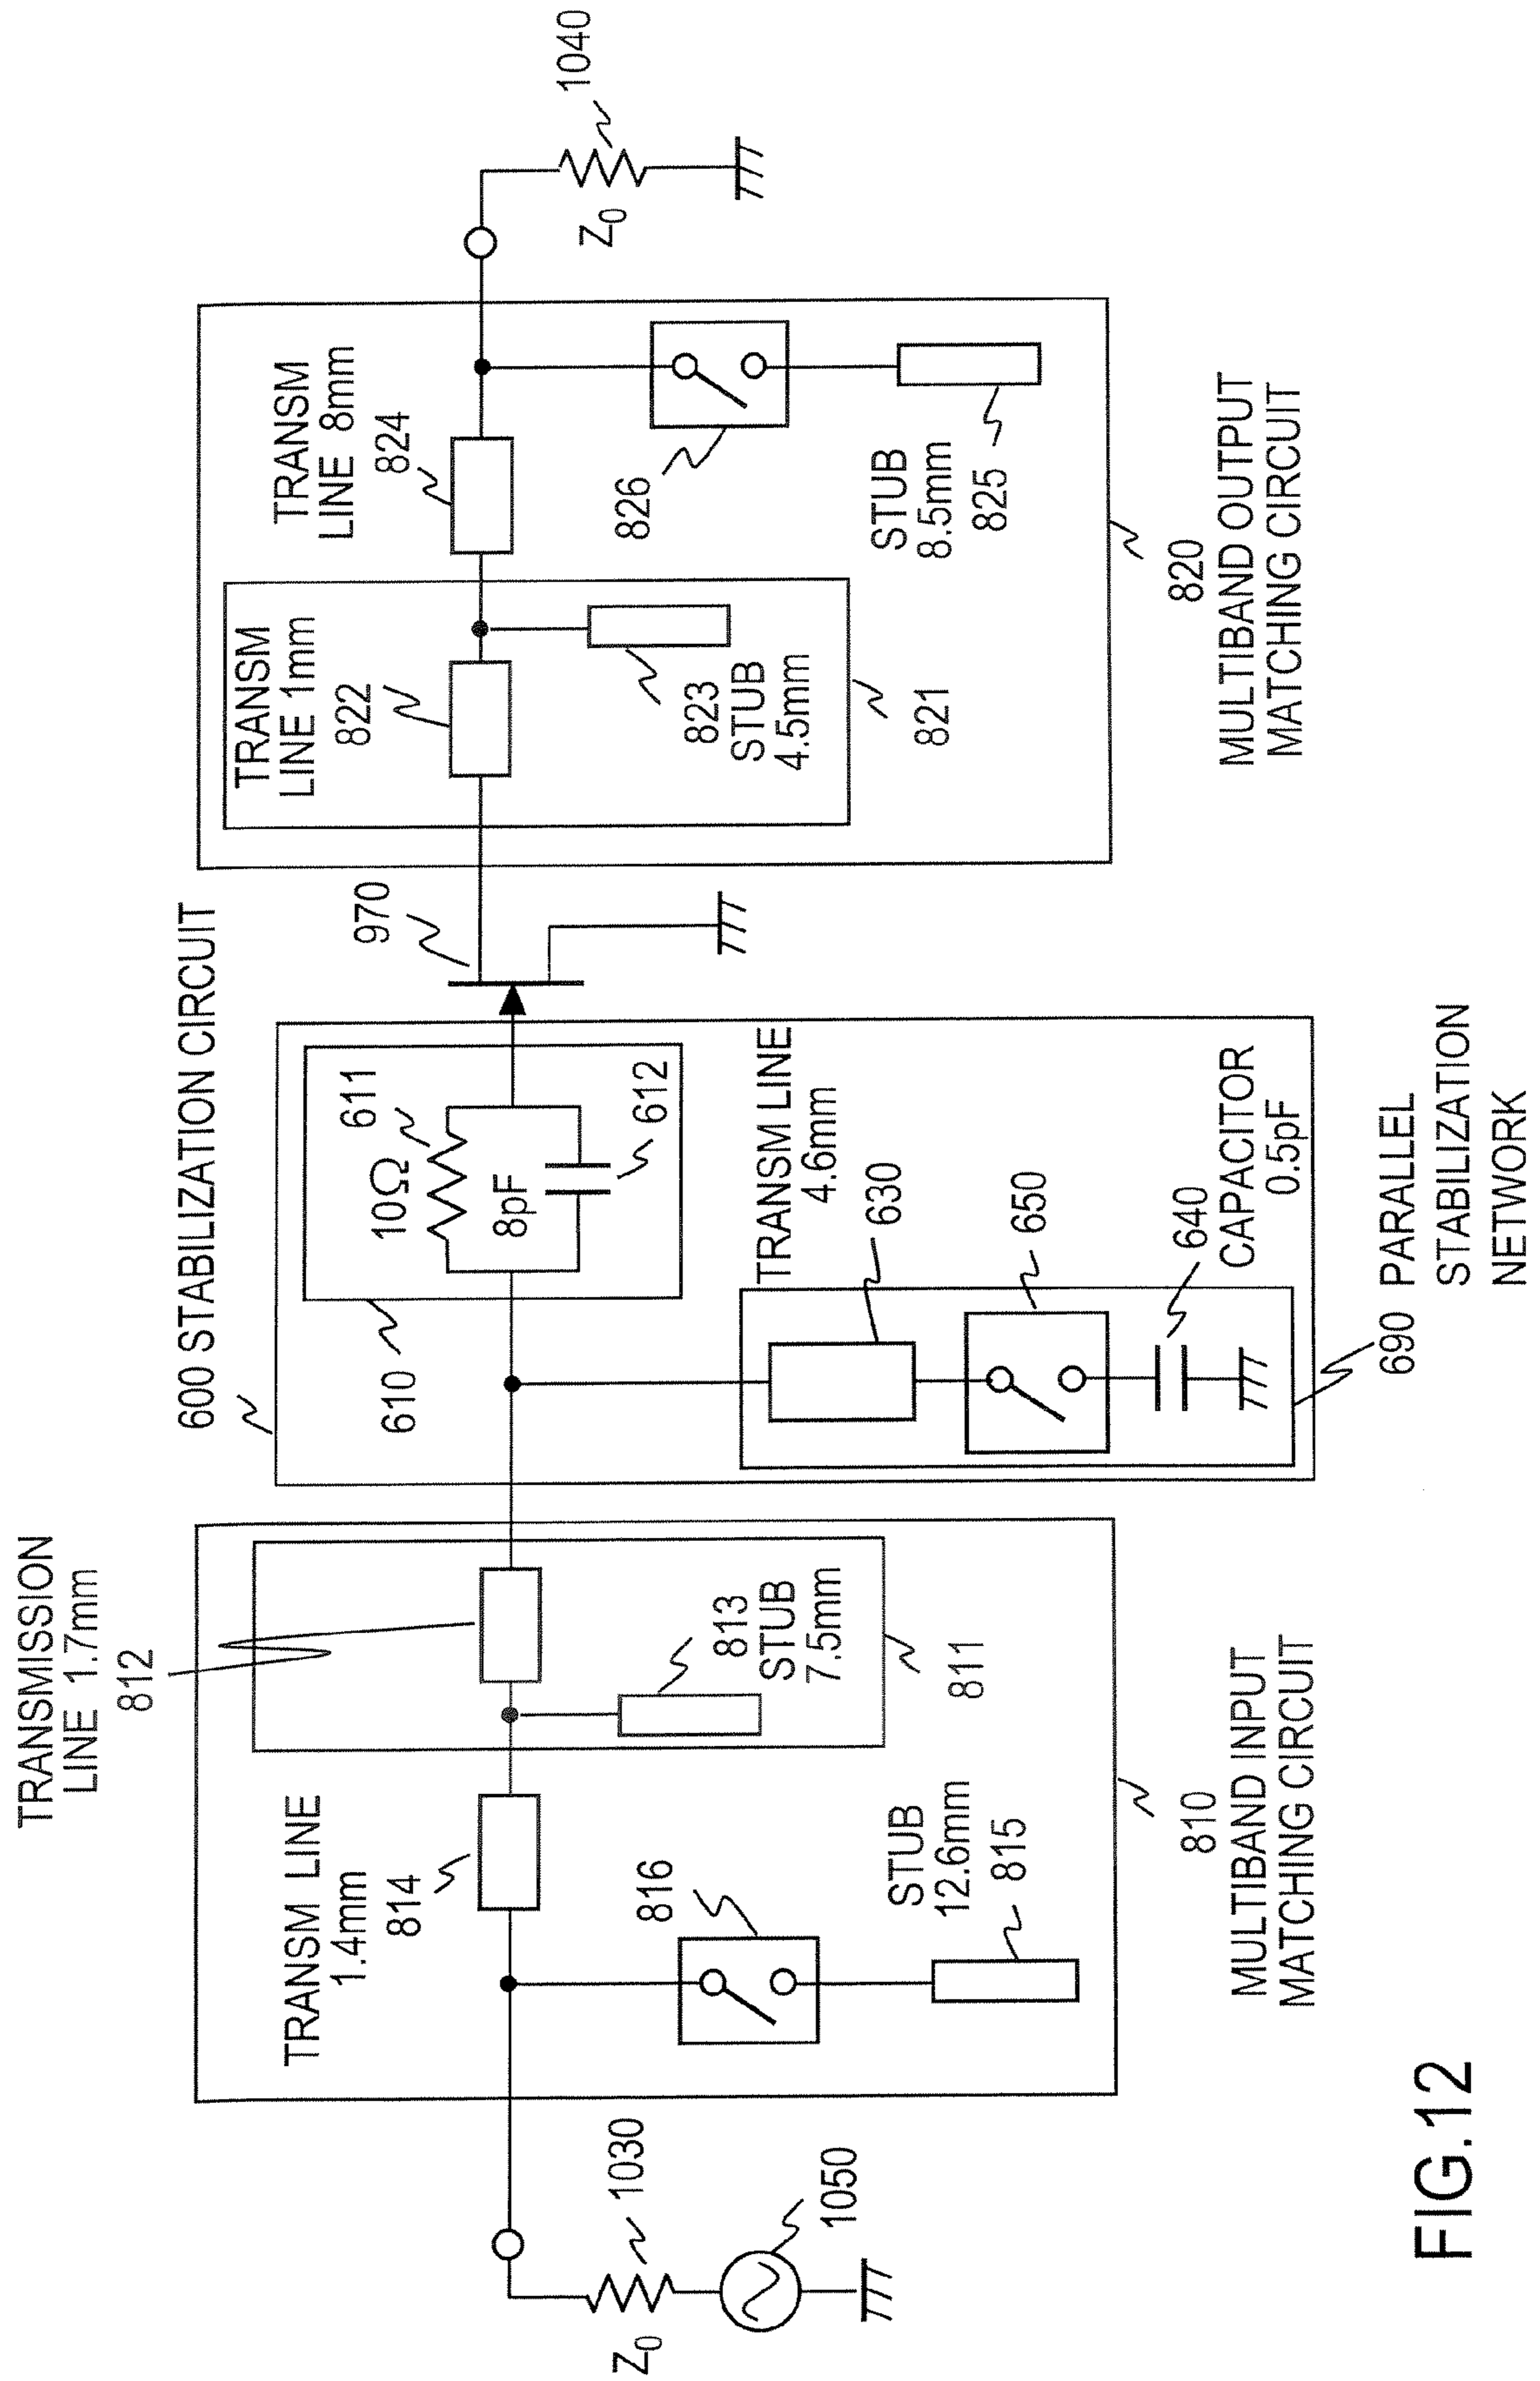 TRANSMISSION
LINE 1.7mm
812
600 STABILIZATION CIRCUIT
970
TRANSM LINE
1.4mm
814
816
STUB
12.6mm
815
813
STUB
7.5mm
811
810
MULTIBAND INPUT
MATCHING CIRCUIT
Z0
1030
1050
610
10Ω
611
8pF
612
TRANSM LINE
4.6mm
630
650
640
CAPACITOR
0.5pF
690 PARALLEL
STABILIZATION
NETWORK
TRANSM
LINE 1mm
822
823
STUB
4.5mm
821
TRANSM
LINE 8mm
824
826
STUB
8.5mm
825
820
MULTIBAND OUTPUT
MATCHING CIRCUIT
Z0
1040
FIG.12